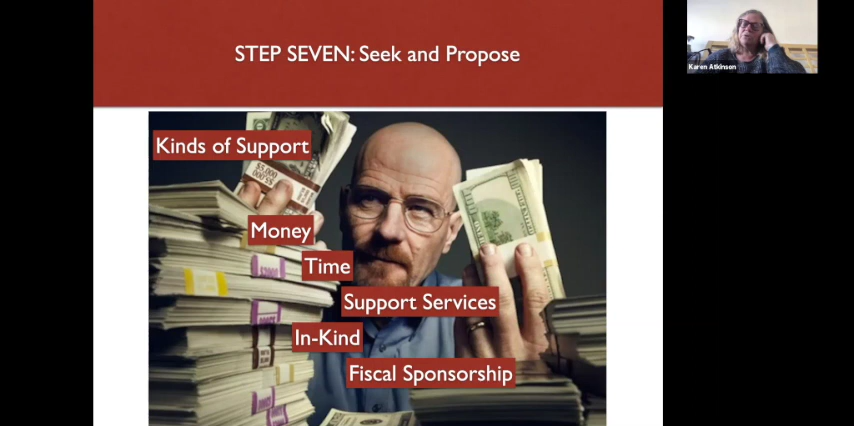 STEP SEVEN: Seek and Propose
Karen Atkinson
Kinds of Support
Money
Time
Support Services
In-Kind
Fiscal Sponsorship